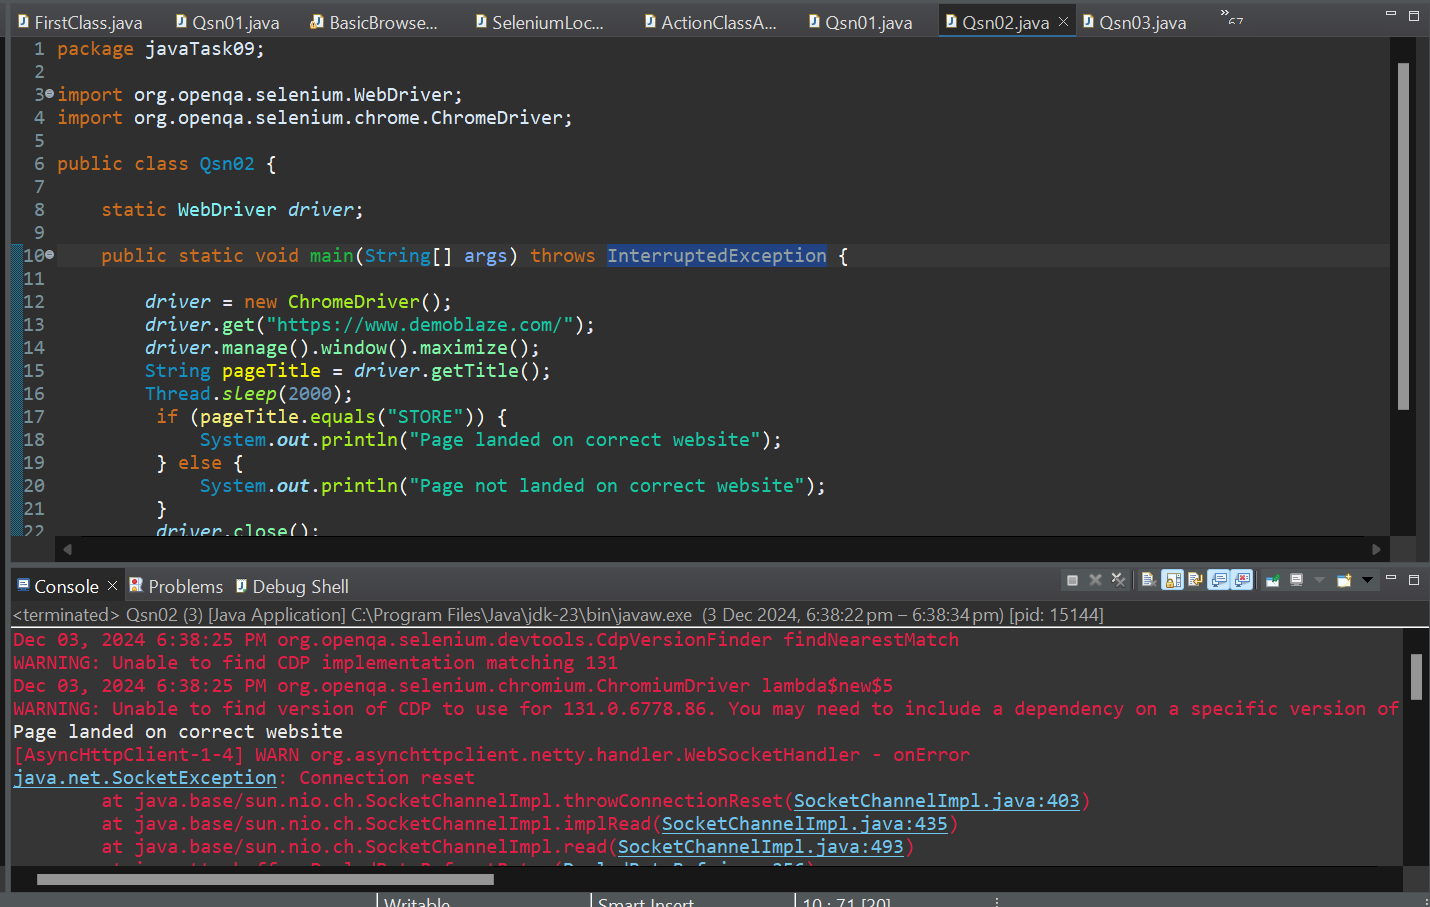 FirstClass.java Qsn01.java BasicBrowse... SeleniumLoc... ActionClassA... Qsn01.java Qsn02.java Qsn03.java »67
1 package javaTask09;
2
3 import org.openqa.selenium.WebDriver;
4 import org.openqa.selenium.chrome.ChromeDriver;
5
6 public class Qsn02 {
7
8 static WebDriver driver;
9
10 public static void main(String[] args) throws InterruptedException {
11
12 driver = new ChromeDriver();
13 driver.get("https://www.demoblaze.com/");
14 driver.manage().window().maximize();
15 String pageTitle = driver.getTitle();
16 Thread.sleep(2000);
17 if (pageTitle.equals("STORE")) {
18 System.out.println("Page landed on correct website");
19 } else {
20 System.out.println("Page not landed on correct website");
21 }
22 driver.close();
Console Problems Debug Shell
<terminated> Qsn02 (3) [Java Application] C:\Program Files\Java\jdk-23\bin\javaw.exe (3 Dec 2024, 6:38:22 pm – 6:38:34 pm) [pid: 15144]
Dec 03, 2024 6:38:25 PM org.openqa.selenium.devtools.CdpVersionFinder findNearestMatch
WARNING: Unable to find CDP implementation matching 131
Dec 03, 2024 6:38:25 PM org.openqa.selenium.chromium.ChromiumDriver lambda$new$5
WARNING: Unable to find version of CDP to use for 131.0.6778.86. You may need to include a dependency on a specific version of
Page landed on correct website
[AsyncHttpClient-1-4] WARN org.asynchttpclient.netty.handler.WebSocketHandler - onError
java.net.SocketException: Connection reset
at java.base/sun.nio.ch.SocketChannelImpl.throwConnectionReset(SocketChannelImpl.java:403)
at java.base/sun.nio.ch.SocketChannelImpl.implRead(SocketChannelImpl.java:435)
at java.base/sun.nio.ch.SocketChannelImpl.read(SocketChannelImpl.java:493)
Writable Smart Insert 10 : 71 [20]